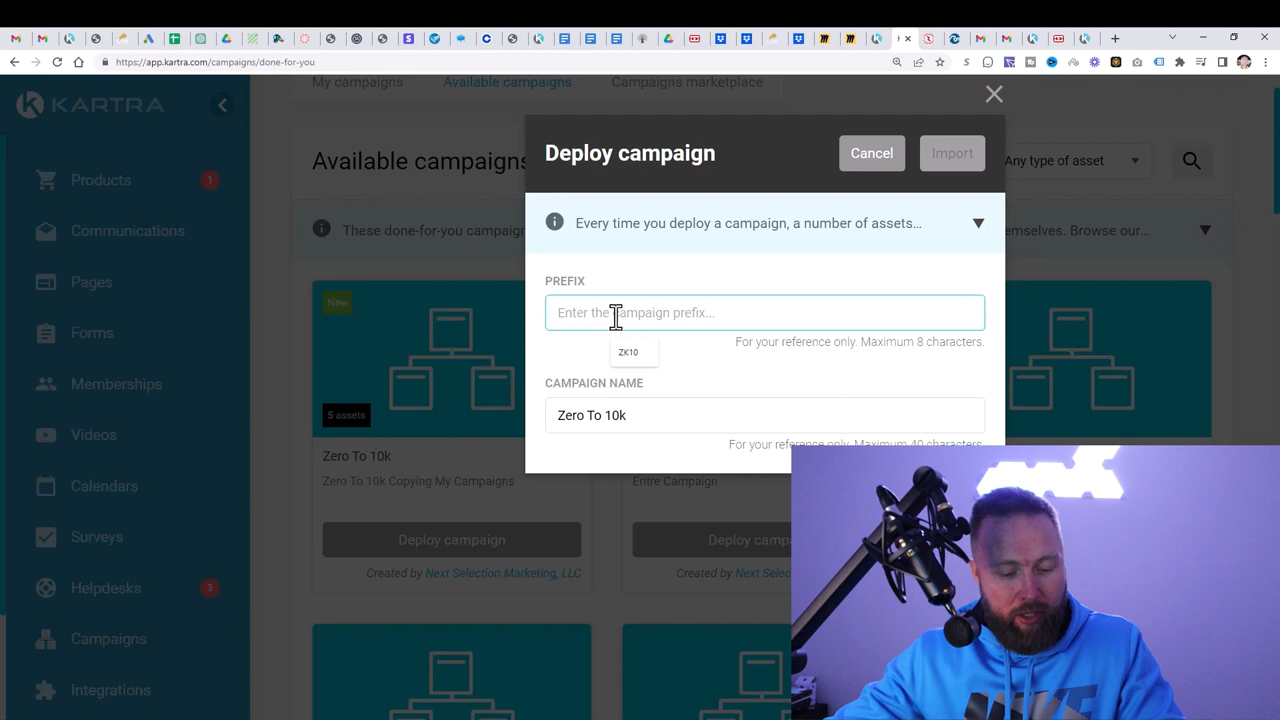 https://app.kartra.com/campaigns/done-for-you
KARTRA
My campaigns
Available campaigns
Campaigns marketplace
Available campaigns
Any type of asset
Deploy campaign
Cancel
Import
Every time you deploy a campaign, a number of assets...
These done-for-you campaign
mselves. Browse our...
PREFIX
Enter the campaign prefix...
For your reference only. Maximum 8 characters.
ZK10
CAMPAIGN NAME
Zero To 10k
For your reference only. Maximum 40 characters.
Products
1
Communications
Pages
Forms
Memberships
Videos
Calendars
Surveys
Helpdesks
3
Campaigns
Integrations
New
5 assets
Zero To 10k
Zero To 10k Copying My Campaigns
Deploy campaign
Created by Next Selection Marketing, LLC
Entre Campaign
Deploy campa
Created by Next Selec